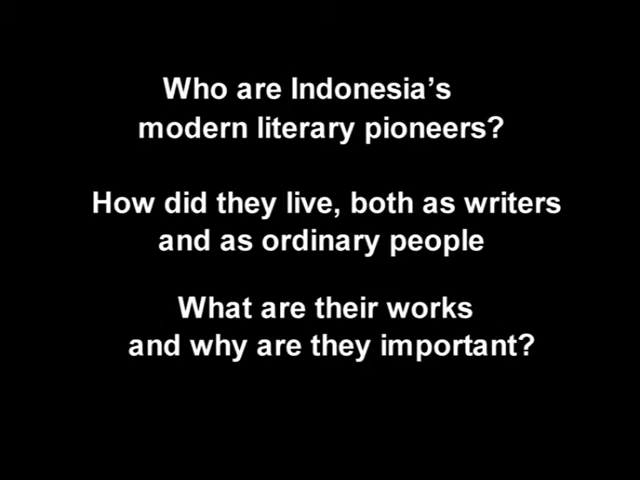 Who are Indonesia's
modern literary pioneers?
How did they live, both as writers
and as ordinary people
What are their works
and why are they important?